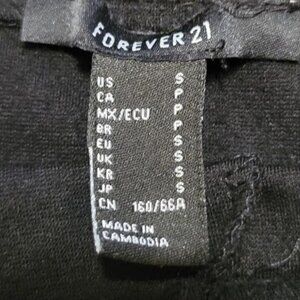 FOREVER 21
US S
CA P
MX/ECU P
BR P
EU S
UK S
KR S
JP S
CN 160/66A
MADE IN
CAMBODIA